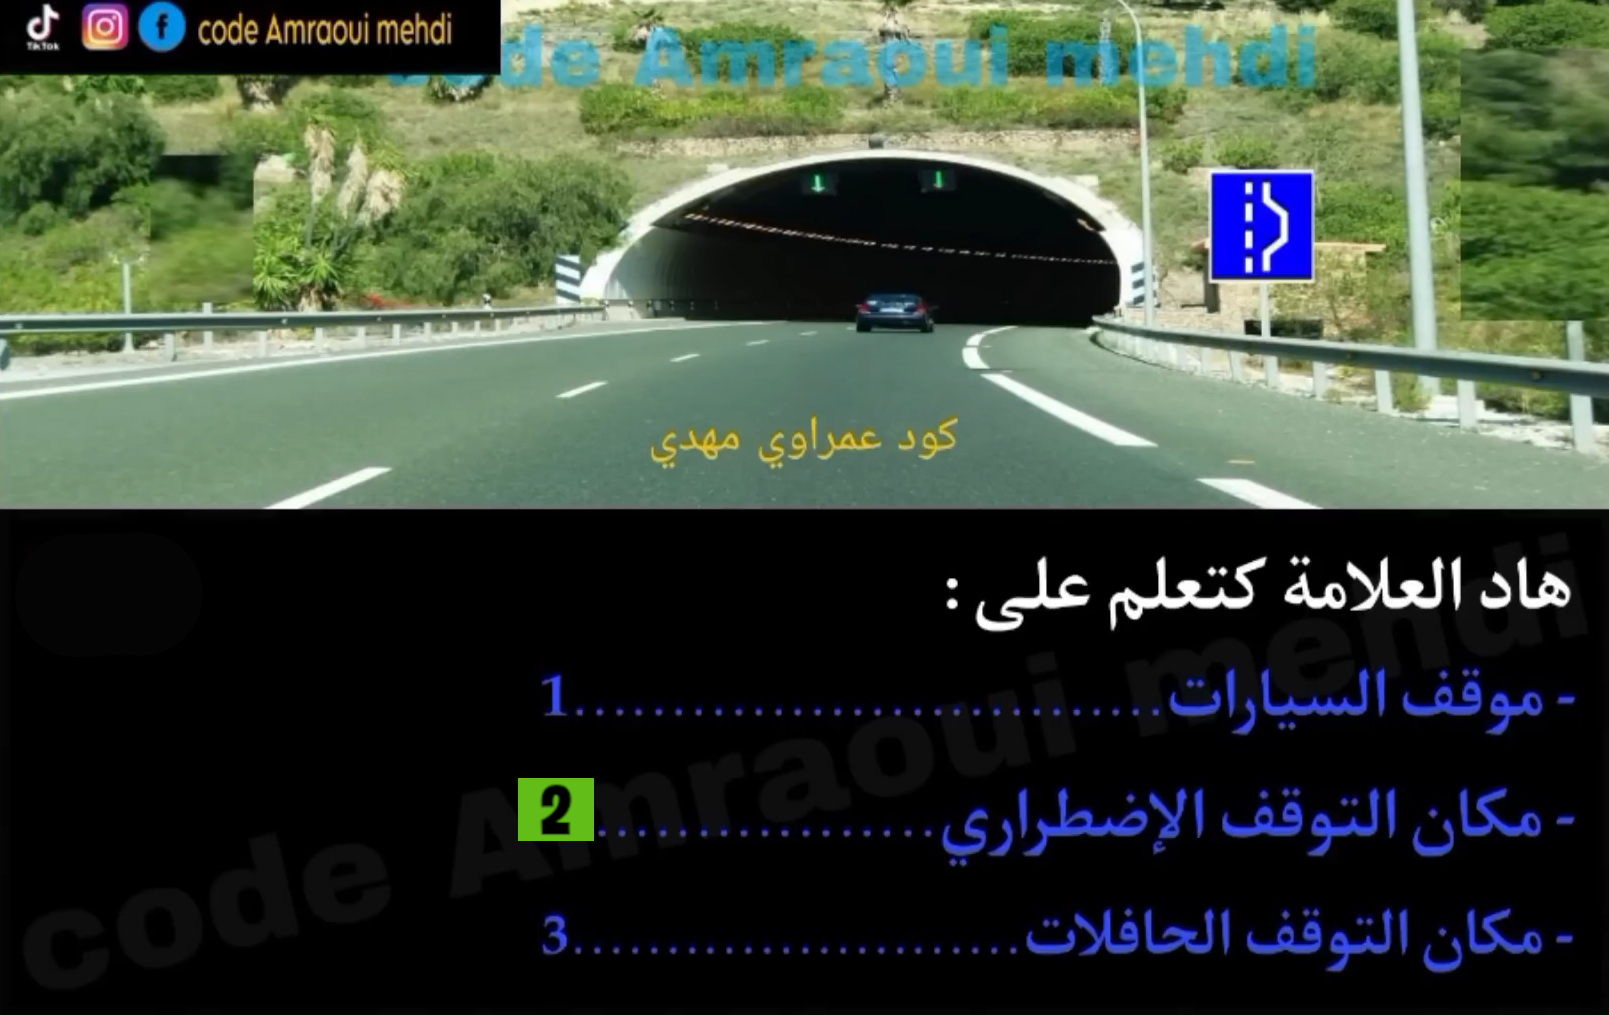 TikTok
code Amraoui mehdi
code Amraoui mehdi
كود عمراوي مهدي
هاد العلامة كتعلم على :
- موقف السيارات.............................1
- مكان التوقف الإضطراري.................2
- مكان التوقف الحافلات.......................3
code Amraoui mehdi